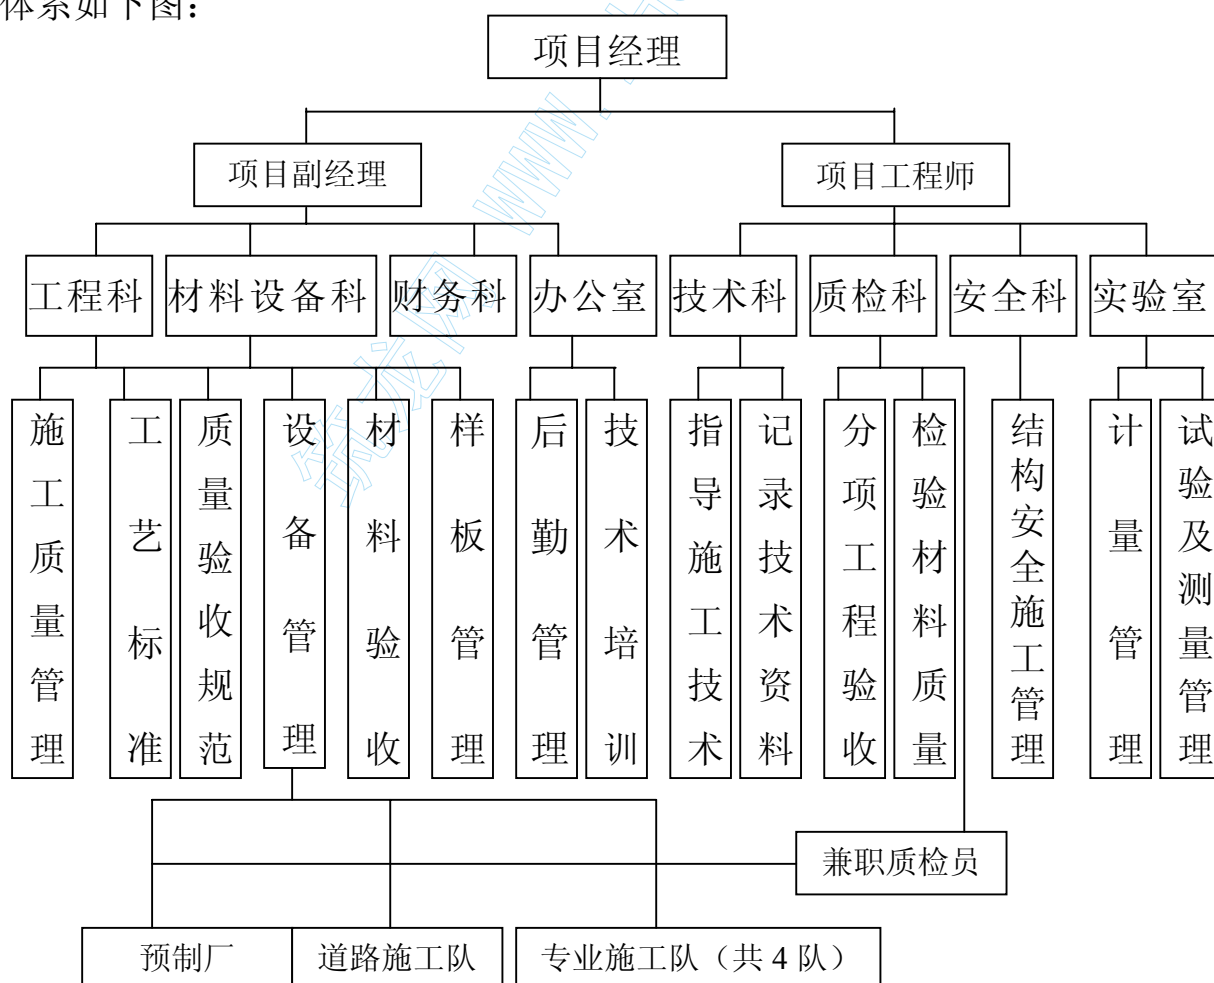 体系如下图：
项目经理
项目副经理
项目工程师
工程科
材料设备科
财务科
办公室
技术科
质检科
安全科
实验室
施工质量管理
工艺标准
质量验收规范
设备管理
材料验收
样板管理
后勤管理
技术培训
指导施工技术
记录技术资料
分项工程验收
检验材料质量
结构安全施工管理
计量管理
试验及测量管理
兼职质检员
预制厂
道路施工队
专业施工队（共 4 队）
筑龙网 WWW.